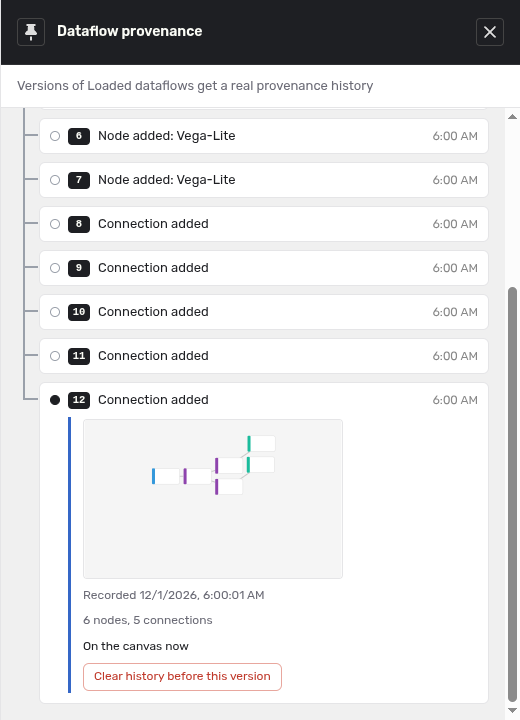 Dataflow provenance
Versions of Loaded dataflows get a real provenance history
6 Node added: Vega-Lite 6:00 AM
7 Node added: Vega-Lite 6:00 AM
8 Connection added 6:00 AM
9 Connection added 6:00 AM
10 Connection added 6:00 AM
11 Connection added 6:00 AM
12 Connection added 6:00 AM
Recorded 12/1/2026, 6:00:01 AM
6 nodes, 5 connections
On the canvas now
Clear history before this version